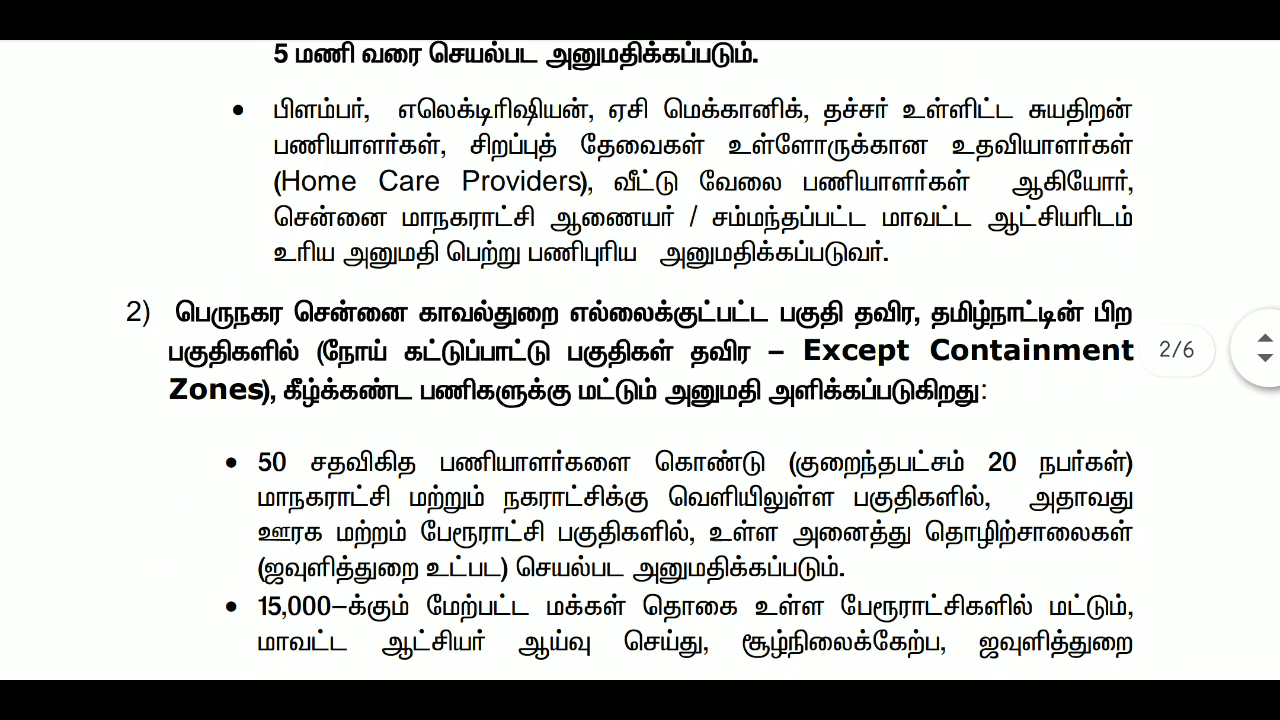 5 மணி வரை செயல்பட அனுமதிக்கப்படும்.
• பிளம்பர், எலெக்டிரிஷியன், ஏசி மெக்கானிக், தச்சர் உள்ளிட்ட சுயதிறன்
பணியாளர்கள், சிறப்புத் தேவைகள் உள்ளோருக்கான உதவியாளர்கள்
(Home Care Providers), வீட்டு வேலை பணியாளர்கள் ஆகியோர்,
சென்னை மாநகராட்சி ஆணையர் / சம்மந்தப்பட்ட மாவட்ட ஆட்சியரிடம்
உரிய அனுமதி பெற்று பணிபுரிய அனுமதிக்கப்படுவர்.
2) பெருநகர சென்னை காவல்துறை எல்லைக்குட்பட்ட பகுதி தவிர, தமிழ்நாட்டின் பிற
பகுதிகளில் (நோய் கட்டுப்பாட்டு பகுதிகள் தவிர – Except Containment
Zones), கீழ்க்கண்ட பணிகளுக்கு மட்டும் அனுமதி அளிக்கப்படுகிறது:
2/6
• 50 சதவிகித பணியாளர்களை கொண்டு (குறைந்தபட்சம் 20 நபர்கள்)
மாநகராட்சி மற்றும் நகராட்சிக்கு வெளியிலுள்ள பகுதிகளில், அதாவது
ஊரக மற்றம் பேரூராட்சி பகுதிகளில், உள்ள அனைத்து தொழிற்சாலைகள்
(ஜவுளித்துறை உட்பட) செயல்பட அனுமதிக்கப்படும்.
• 15,000–க்கும் மேற்பட்ட மக்கள் தொகை உள்ள பேரூராட்சிகளில் மட்டும்,
மாவட்ட ஆட்சியர் ஆய்வு செய்து, சூழ்நிலைக்கேற்ப, ஜவுளித்துறை